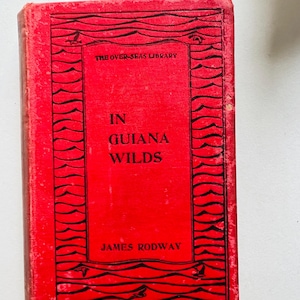 THE OVER-SEAS LIBRARY
IN
GUIANA
WILDS
JAMES RODWAY